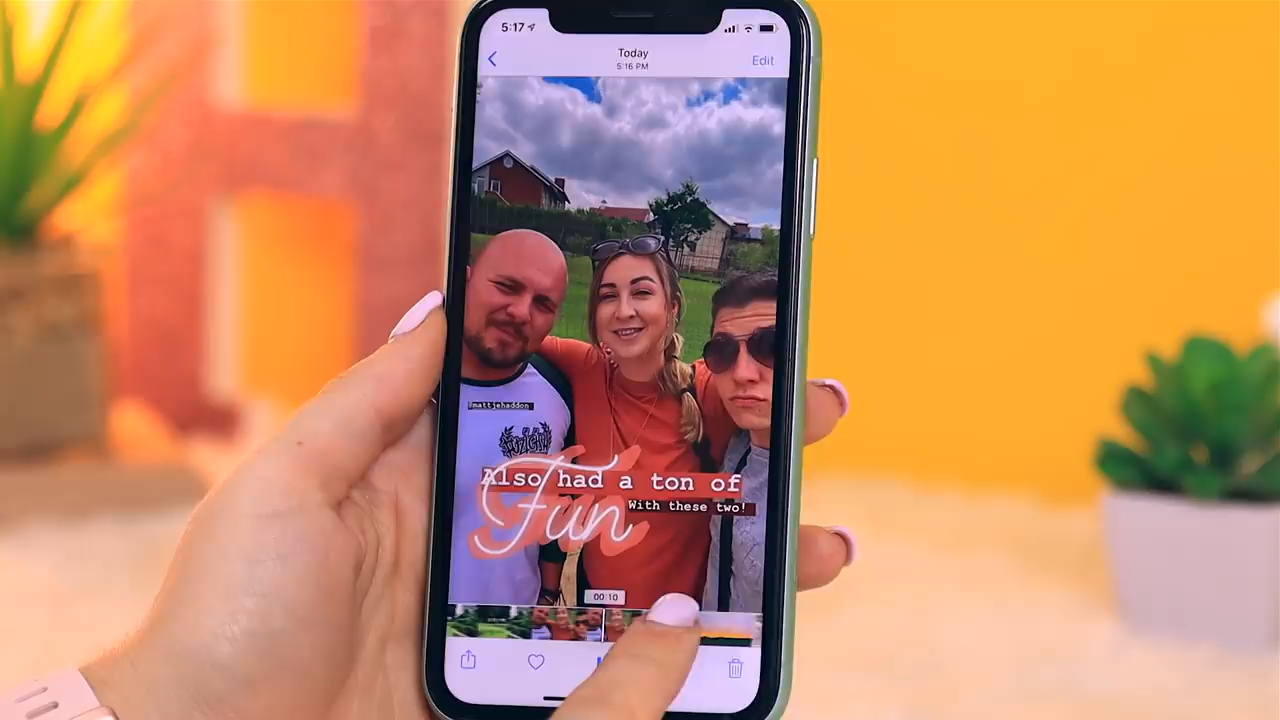 5:17
Today
5:16 PM
Edit
@mattjehaddon
Also had a ton of
Fun
With these two!
00:10